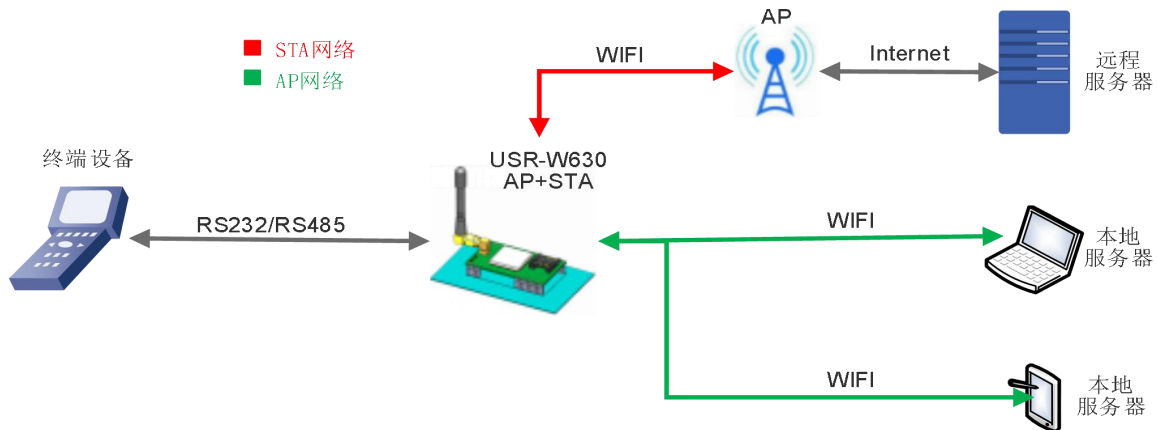 AP
STA网络
AP网络
WIFI
Internet
远程
服务器
终端设备
USR-W630
AP+STA
RS232/RS485
WIFI
本地
服务器
WIFI
本地
服务器